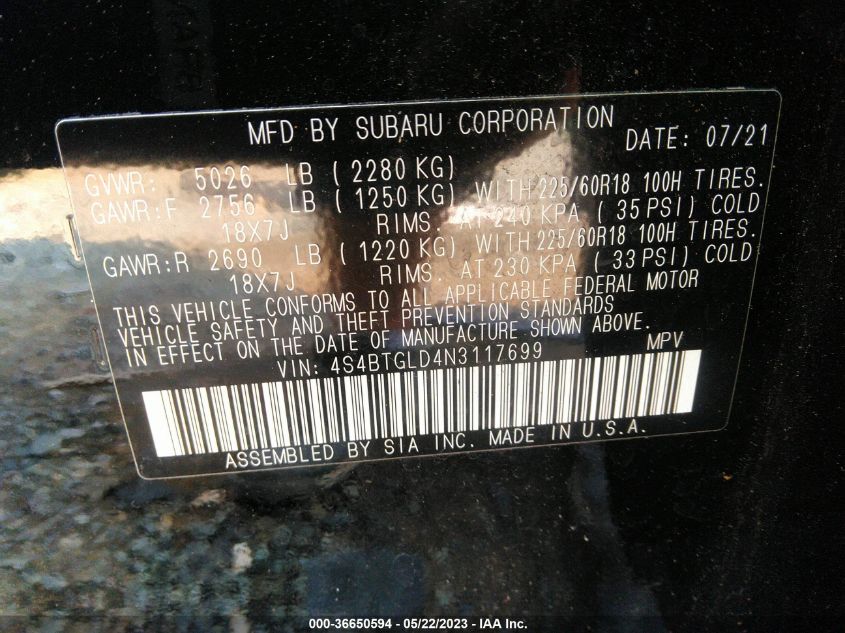 MFD BY SUBARU CORPORATION DATE: 07/21
GVWR: 5026 LB ( 2280 KG)
GAWR:F 2756 LB ( 1250 KG) WITH 225/60R18 100H TIRES.
18X7J RIMS. AT 240 KPA ( 35 PSI) COLD
GAWR:R 2690 LB ( 1220 KG) WITH 225/60R18 100H TIRES.
18X7J RIMS. AT 230 KPA ( 33 PSI) COLD
THIS VEHICLE CONFORMS TO ALL APPLICABLE FEDERAL MOTOR
VEHICLE SAFETY AND THEFT PREVENTION STANDARDS
IN EFFECT ON THE DATE OF MANUFACTURE SHOWN ABOVE.
VIN: 4S4BTGLD4N3117699 MPV
ASSEMBLED BY SIA INC. MADE IN U.S.A.
000-36650594 - 05/22/2023 - IAA Inc.